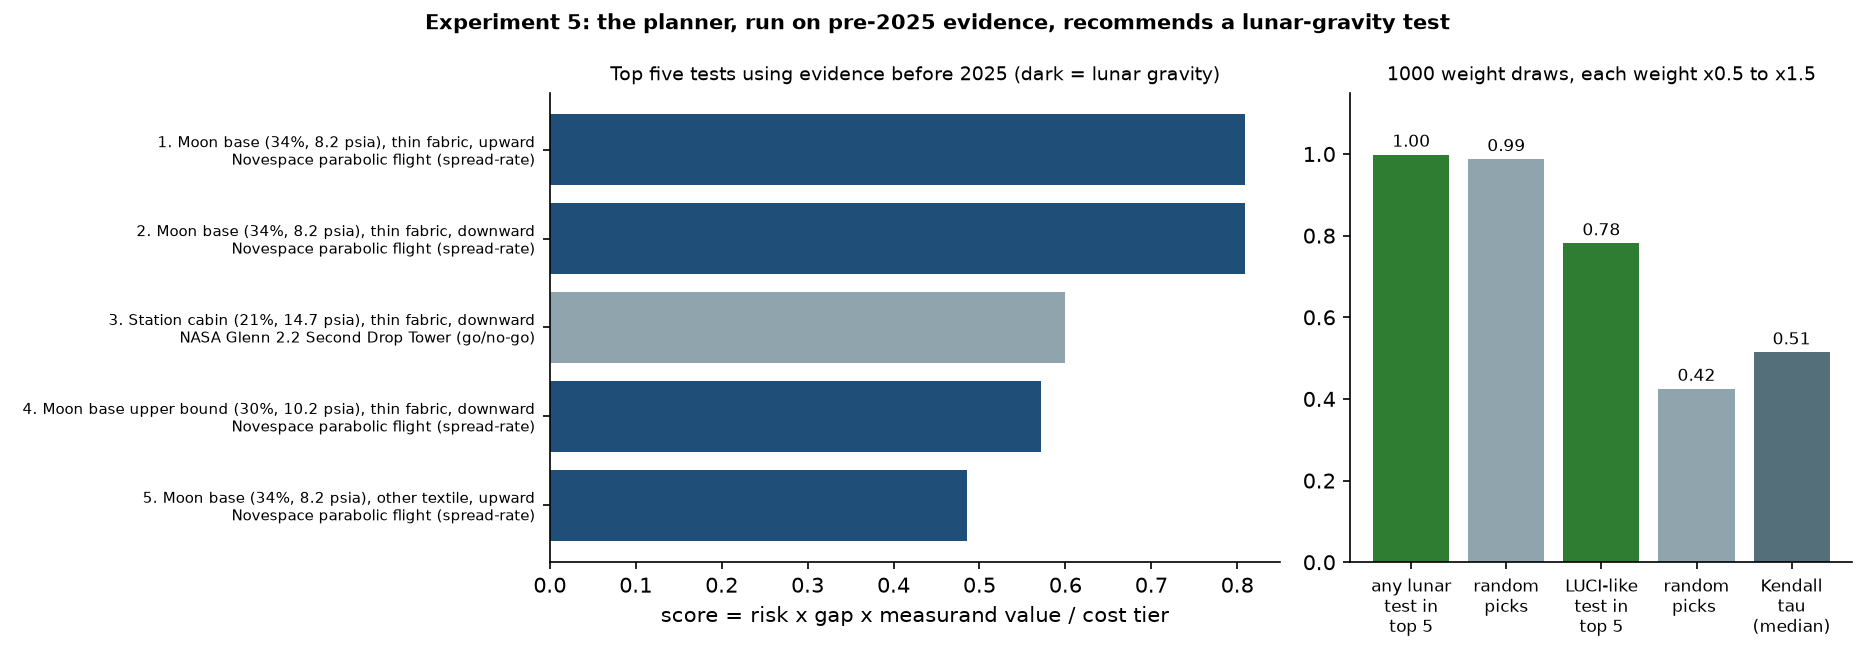 Experiment 5: the planner, run on pre-2025 evidence, recommends a lunar-gravity test
Top five tests using evidence before 2025 (dark = lunar gravity)
1. Moon base (34%, 8.2 psia), thin fabric, upward
Novespace parabolic flight (spread-rate)
2. Moon base (34%, 8.2 psia), thin fabric, downward
Novespace parabolic flight (spread-rate)
3. Station cabin (21%, 14.7 psia), thin fabric, downward
NASA Glenn 2.2 Second Drop Tower (go/no-go)
4. Moon base upper bound (30%, 10.2 psia), thin fabric, downward
Novespace parabolic flight (spread-rate)
5. Moon base (34%, 8.2 psia), other textile, upward
Novespace parabolic flight (spread-rate)
0.0 0.1 0.2 0.3 0.4 0.5 0.6 0.7 0.8
score = risk x gap x measurand value / cost tier
1000 weight draws, each weight x0.5 to x1.5
1.0
0.8
0.6
0.4
0.2
0.0
1.00
0.99
0.78
0.42
0.51
any lunar
test in
top 5
random
picks
LUCI-like
test in
top 5
random
picks
Kendall
tau
(median)